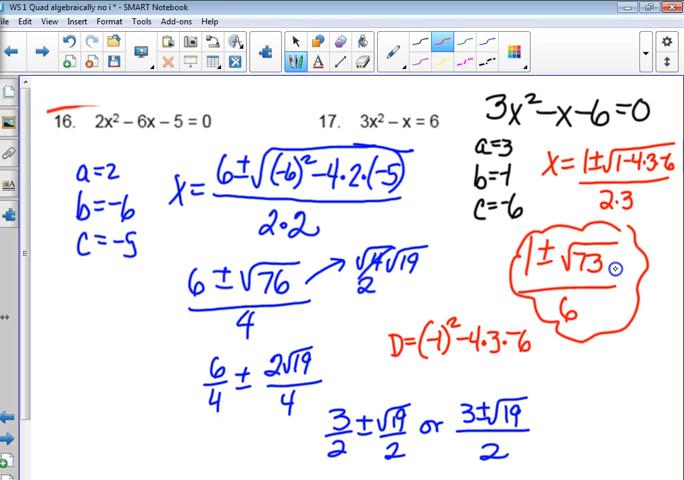 WS 1 Quad algebraically no i * - SMART Notebook
File Edit View Insert Format Tools Add-ons Help
16. 2x² – 6x – 5 = 0
17. 3x² – x = 6
3x²-x-6=0
a=2
b=-6
c=-5
x= 6±√(-6)²-4·2·(-5)
2·2
6±√76
4
√4√19
2
6/4 ± 2√19/4
3/2 ± √19/2 or 3±√19/2
a=3
b=-1
c=-6
x= 1±√1-4·3·-6
2·3
1±√73
6
D=(-1)²-4·3·-6